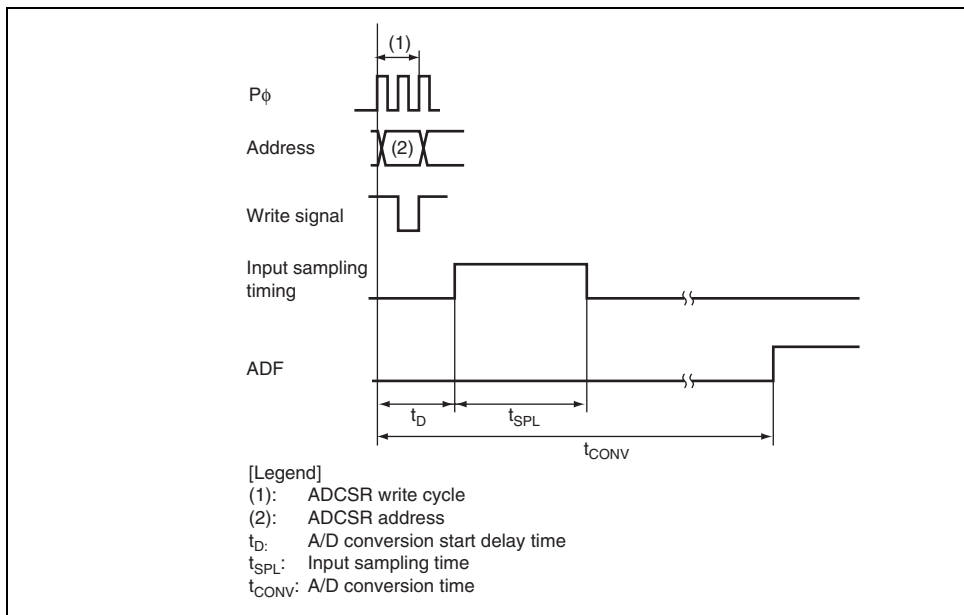 (1)
Pϕ
Address
(2)
Write signal
Input sampling
timing
ADF
tD
tSPL
tCONV
[Legend]
(1): ADCSR write cycle
(2): ADCSR address
tD: A/D conversion start delay time
tSPL: Input sampling time
tCONV: A/D conversion time